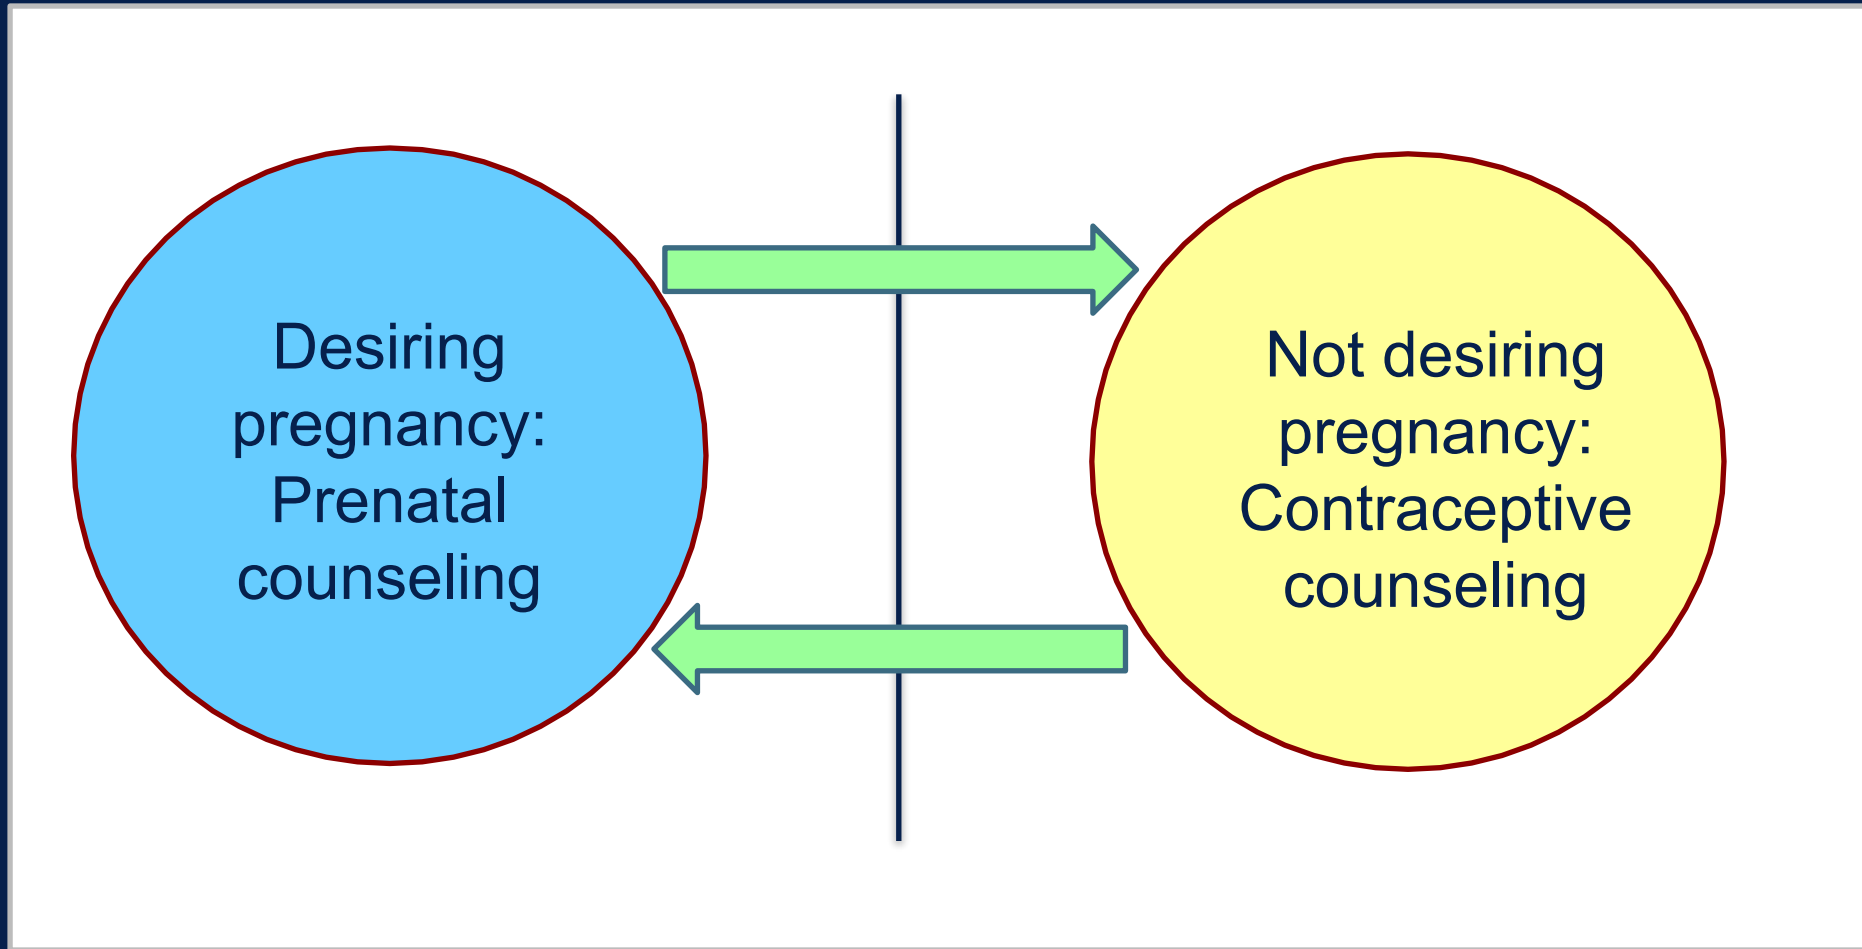 Desiring
pregnancy:
Prenatal
counseling
Not desiring
pregnancy:
Contraceptive
counseling